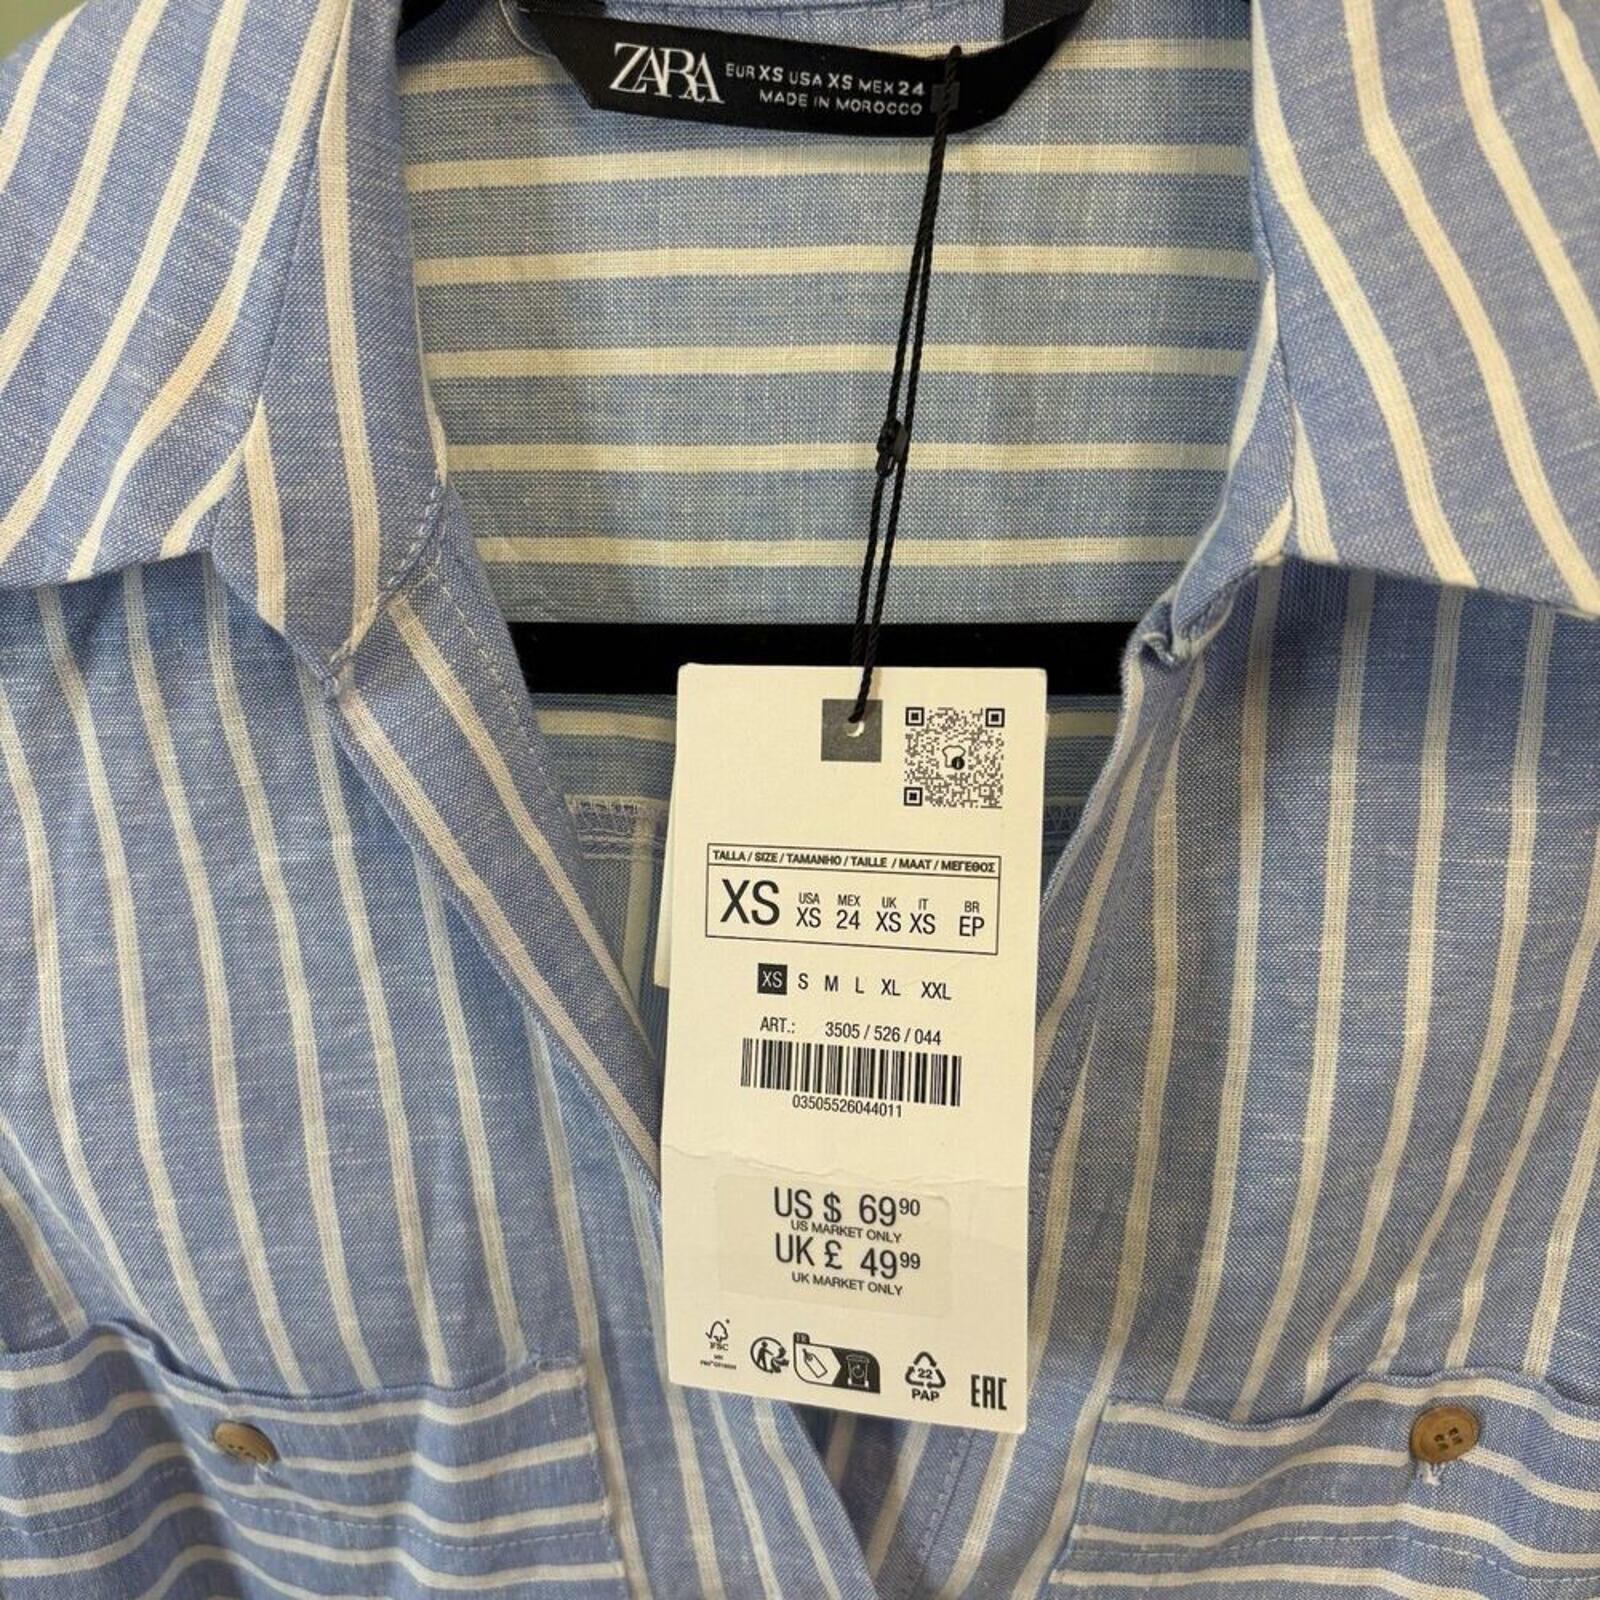 ZARA EUR XS USA XS MEX 24
MADE IN MOROCCO
TALLA / SIZE / TAMANHO / TAILLE / MAAT / ΜΕΓΕΘΟΣ
XS USA XS MEX 24 UK XS IT XS BR EP
XS S M L XL XXL
ART.: 3505 / 526 / 044
03505526044011
US $ 69 90
US MARKET ONLY
UK £ 49 99
UK MARKET ONLY
FSC
FR
22
PAP
EAC